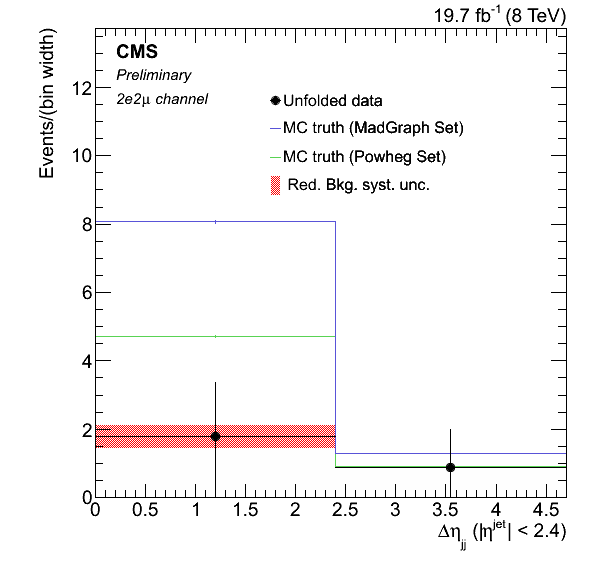 19.7 fb⁻¹ (8 TeV)
CMS
Preliminary
2e2μ channel
Unfolded data
MC truth (MadGraph Set)
MC truth (Powheg Set)
Red. Bkg. syst. unc.
Events/(bin width)
12
10
8
6
4
2
0
0 0.5 1 1.5 2 2.5 3 3.5 4 4.5
Δη_jj (|η^jet| < 2.4)